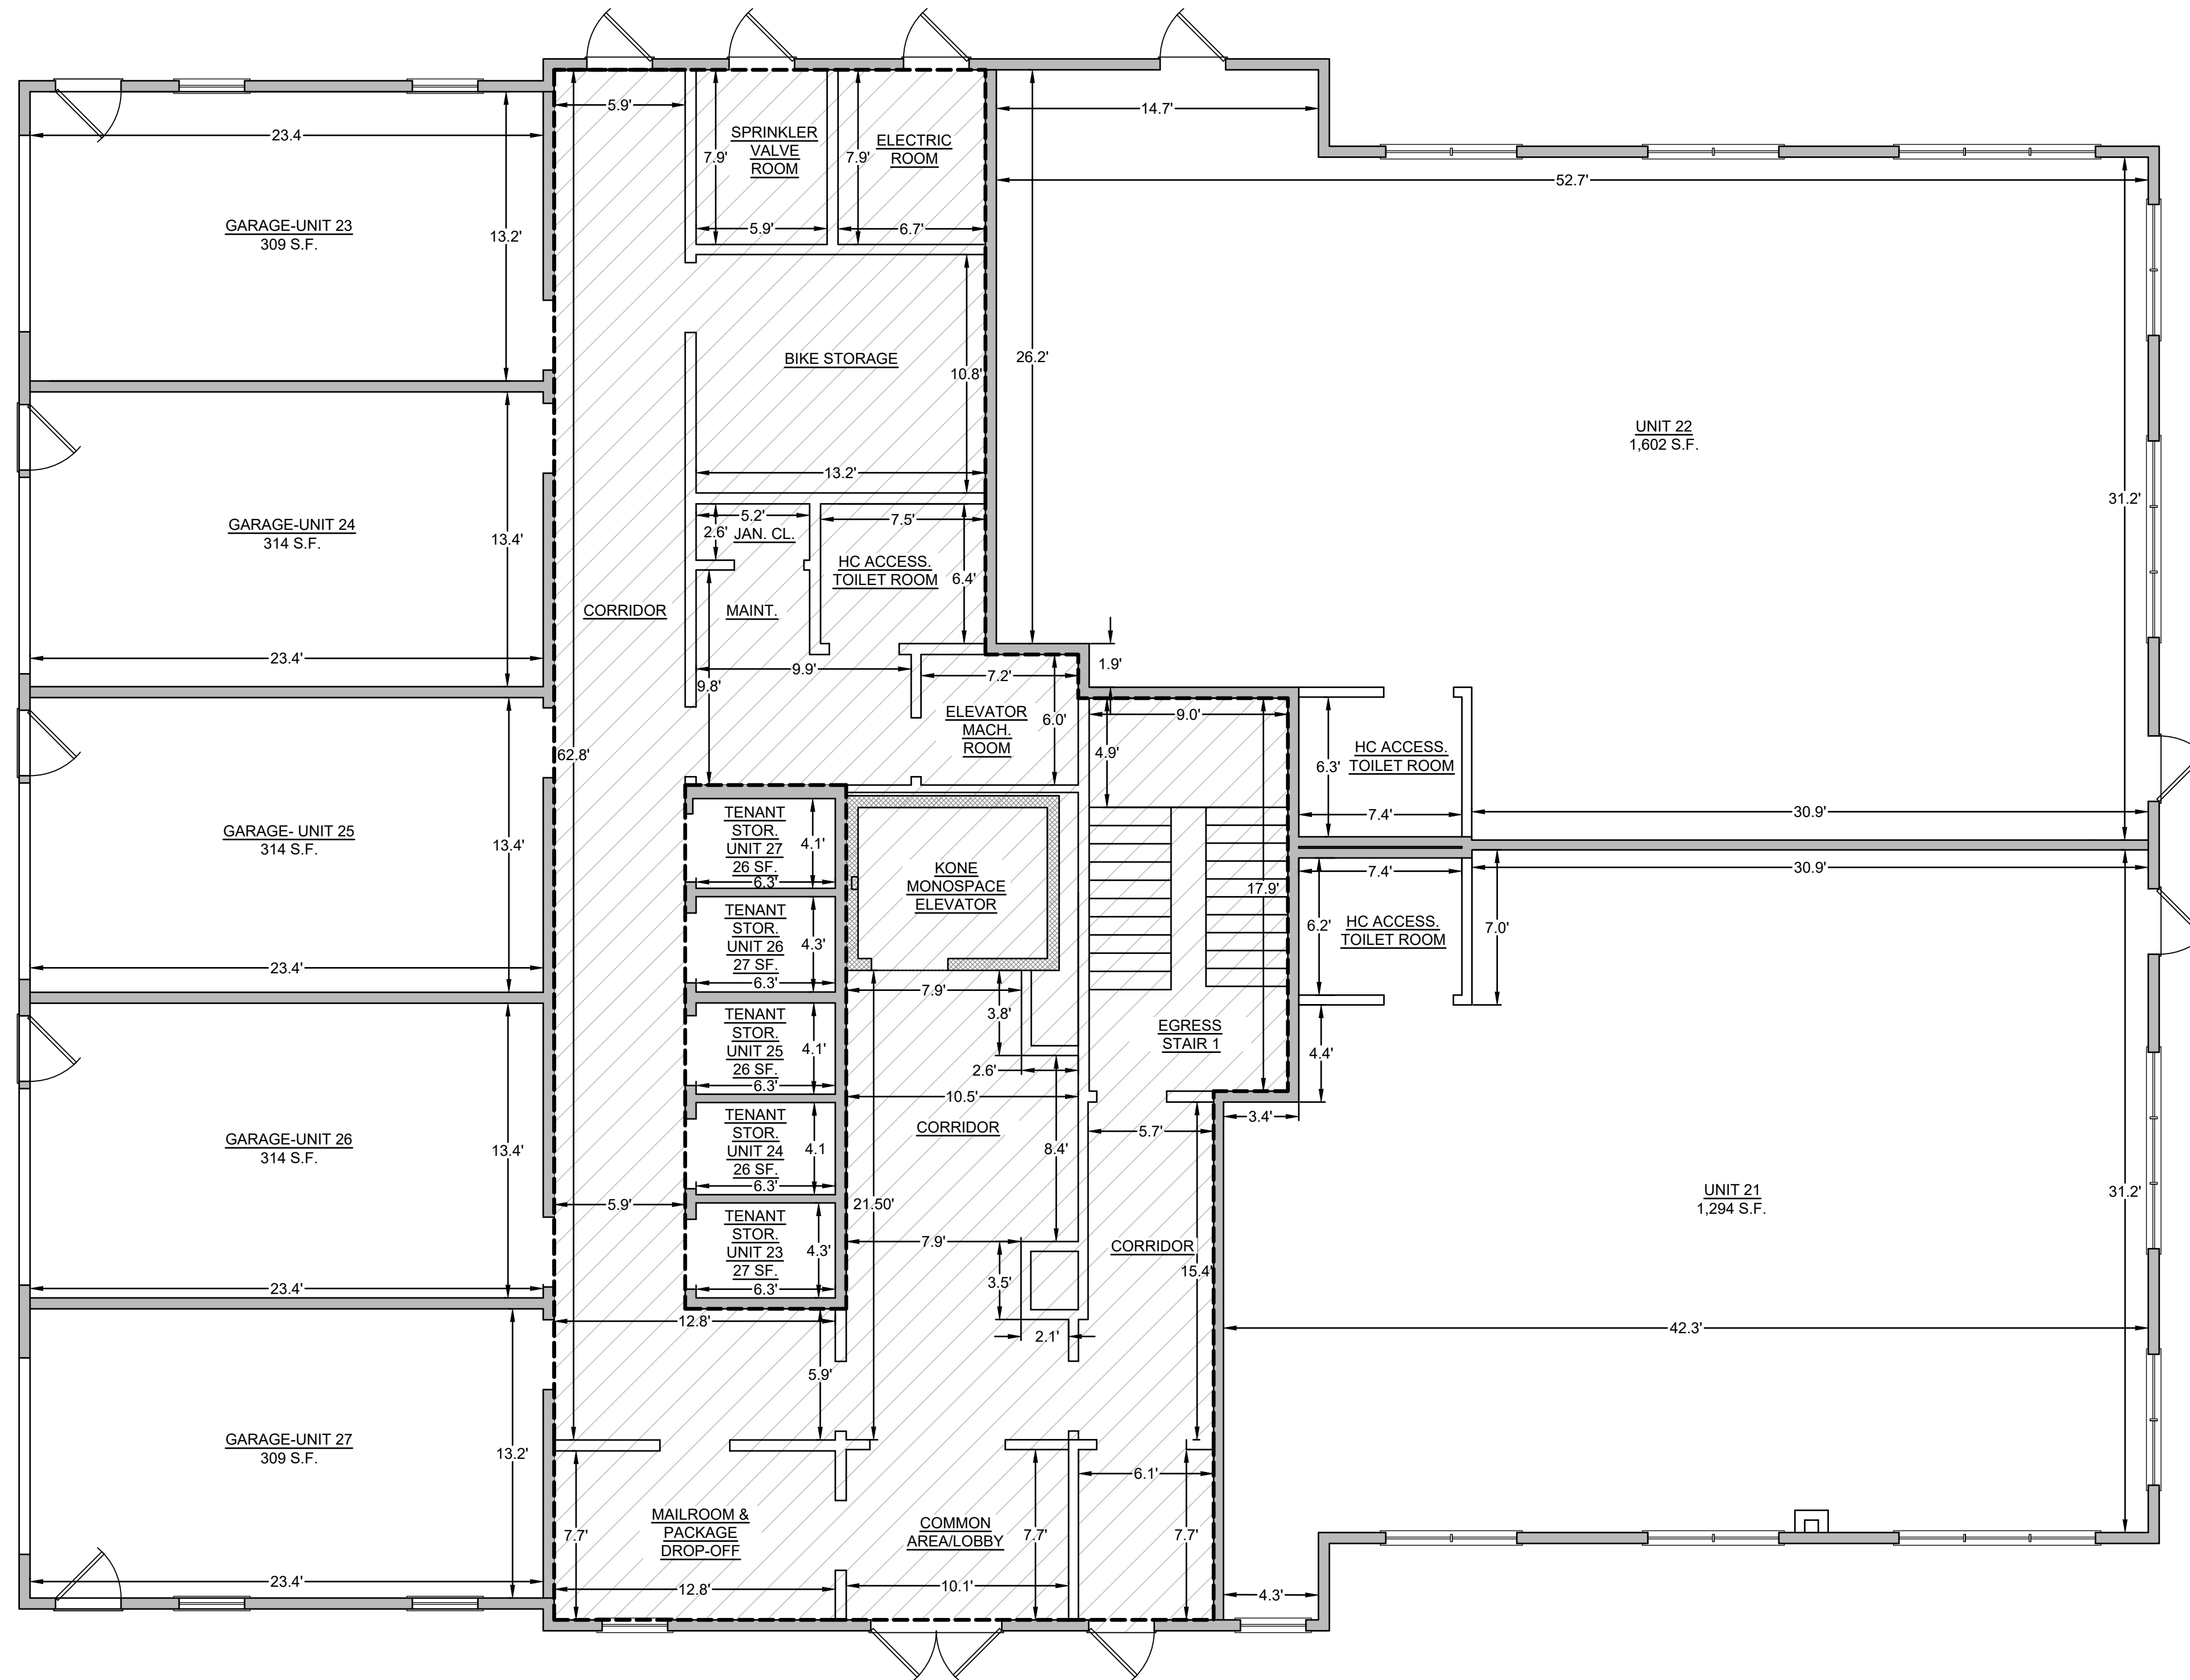 5.9'
14.7'
23.4
SPRINKLER
VALVE
ROOM
ELECTRIC
ROOM
7.9'
7.9'
52.7'
GARAGE-UNIT 23
309 S.F.
13.2'
5.9'
6.7'
BIKE STORAGE
10.8'
26.2'
UNIT 22
1,602 S.F.
13.2'
31.2'
GARAGE-UNIT 24
314 S.F.
13.4'
5.2'
2.6'
JAN. CL.
7.5'
HC ACCESS.
TOILET ROOM
6.4'
CORRIDOR
MAINT.
23.4'
9.9'
9.8'
7.2'
1.9'
ELEVATOR
MACH.
ROOM
6.0'
9.0'
4.9'
62.8'
HC ACCESS.
TOILET ROOM
6.3'
7.4'
30.9'
GARAGE- UNIT 25
314 S.F.
13.4'
23.4'
TENANT
STOR.
UNIT 27
26 SF.
4.1'
6.3'
KONE
MONOSPACE
ELEVATOR
17.9'
7.4'
30.9'
TENANT
STOR.
UNIT 26
27 SF.
4.3'
6.3'
HC ACCESS.
TOILET ROOM
6.2'
7.0'
7.9'
3.8'
TENANT
STOR.
UNIT 25
26 SF.
4.1'
6.3'
EGRESS
STAIR 1
4.4'
2.6'
10.5'
3.4'
GARAGE-UNIT 26
314 S.F.
13.4'
23.4'
TENANT
STOR.
UNIT 24
26 SF.
4.1
6.3'
CORRIDOR
5.7'
8.4'
5.9'
21.50'
UNIT 21
1,294 S.F.
31.2'
TENANT
STOR.
UNIT 23
27 SF.
4.3'
6.3'
7.9'
CORRIDOR
15.4'
3.5'
12.8'
2.1'
42.3'
5.9'
GARAGE-UNIT 27
309 S.F.
13.2'
23.4'
6.1'
MAILROOM &
PACKAGE
DROP-OFF
7.7'
COMMON
AREA/LOBBY
7.7'
7.7'
12.8'
10.1'
4.3'